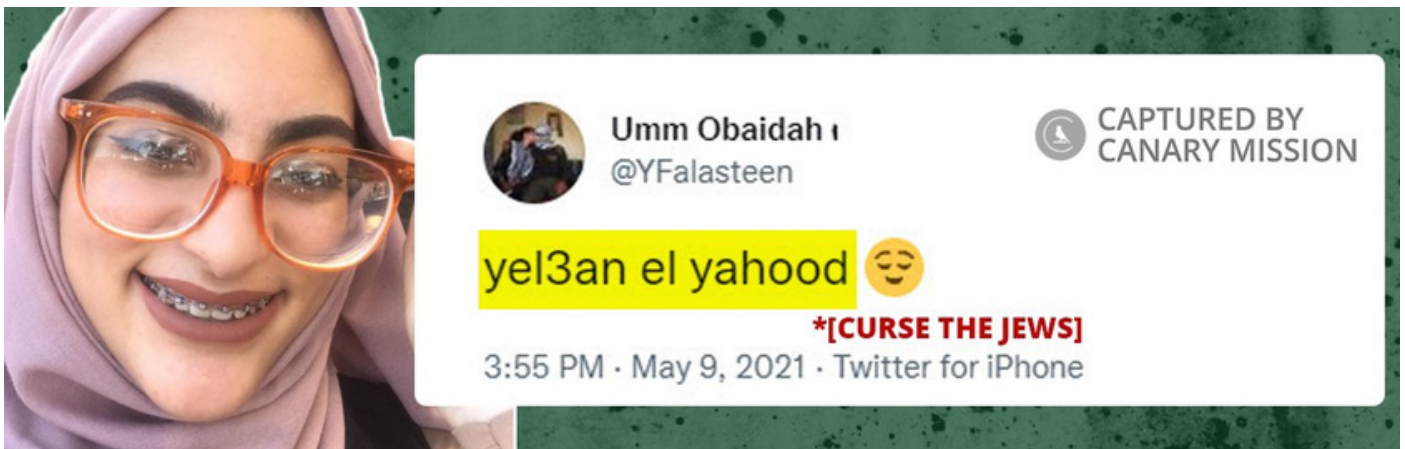 Umm Obaidah
@YFalasteen
CAPTURED BY
CANARY MISSION
yel3an el yahood 😌
*[CURSE THE JEWS]
3:55 PM · May 9, 2021 · Twitter for iPhone